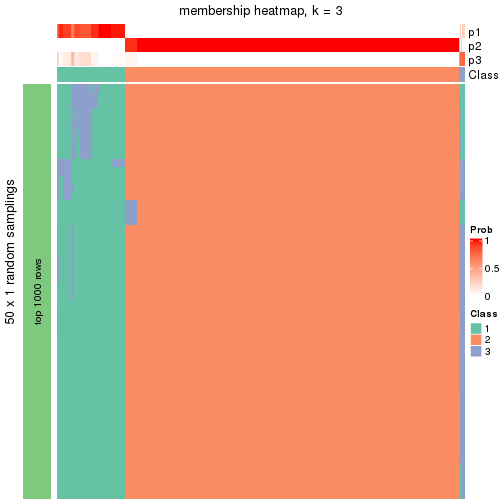 membership heatmap, k = 3
p1
p2
p3
Class
50 x 1 random samplings
top 1000 rows
Prob
1
0.5
0
Class
1
2
3